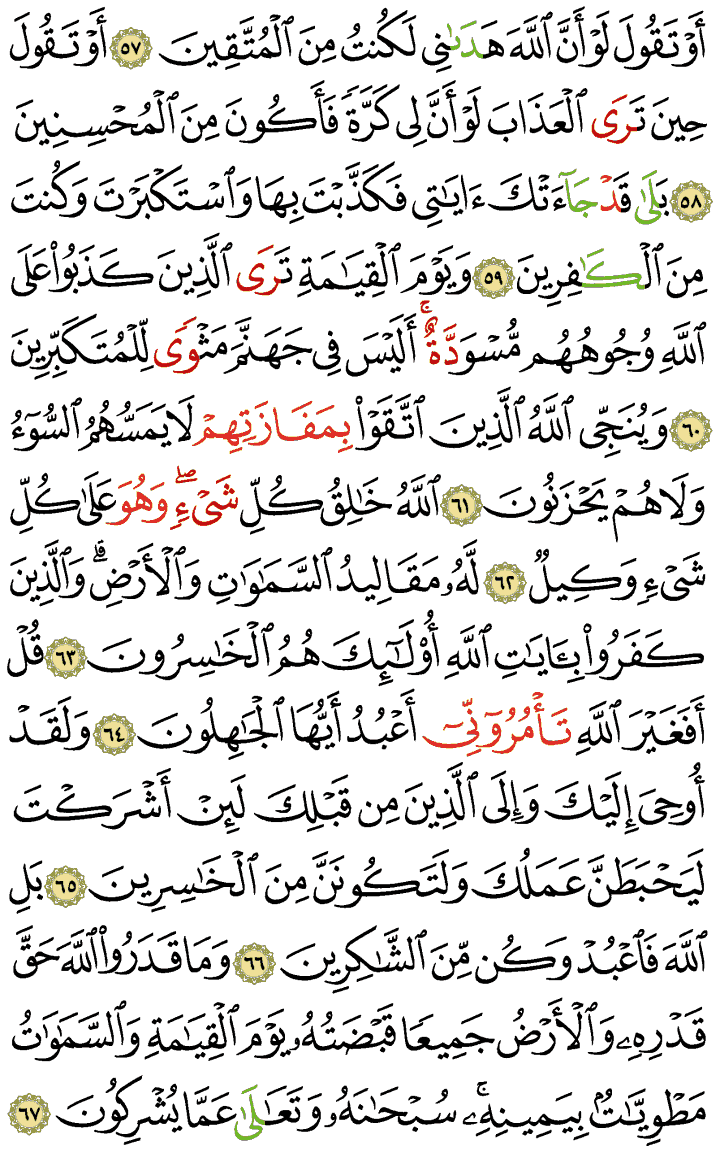 أَوۡ تَقُولَ لَوۡ أَنَّ ٱللَّهَ هَدَىٰنِي لَكُنتُ مِنَ ٱلۡمُتَّقِينَ ٥٧ أَوۡ تَقُولَ
حِينَ تَرَى ٱلۡعَذَابَ لَوۡ أَنَّ لِي كَرَّةٗ فَأَكُونَ مِنَ ٱلۡمُحۡسِنِينَ
٥٨ بَلَىٰ قَدۡ جَآءَتۡكَ ءَايَٰتِي فَكَذَّبۡتَ بِهَا وَٱسۡتَكۡبَرۡتَ وَكُنتَ
مِنَ ٱلۡكَٰفِرِينَ ٥٩ وَيَوۡمَ ٱلۡقِيَٰمَةِ تَرَى ٱلَّذِينَ كَذَبُواْ عَلَى
ٱللَّهِ وُجُوهُهُم مُّسۡوَدَّةٌۚ أَلَيۡسَ فِي جَهَنَّمَ مَثۡوٗى لِّلۡمُتَكَبِّرِينَ
٦٠ وَيُنَجِّي ٱللَّهُ ٱلَّذِينَ ٱتَّقَوۡاْ بِمَفَازَتِهِمۡ لَا يَمَسُّهُمُ ٱلسُّوٓءُ
وَلَا هُمۡ يَحۡزَنُونَ ٦١ ٱللَّهُ خَٰلِقُ كُلِّ شَيۡءٖۖ وَهُوَ عَلَىٰ كُلِّ
شَيۡءٖ وَكِيلٞ ٦٢ لَّهُۥ مَقَالِيدُ ٱلسَّمَٰوَٰتِ وَٱلۡأَرۡضِۗ وَٱلَّذِينَ
كَفَرُواْ بِـَٔايَٰتِ ٱللَّهِ أُوْلَٰٓئِكَ هُمُ ٱلۡخَٰسِرُونَ ٦٣ قُلۡ
أَفَغَيۡرَ ٱللَّهِ تَأۡمُرُوٓنِّيٓ أَعۡبُدُ أَيُّهَا ٱلۡجَٰهِلُونَ ٦٤ وَلَقَدۡ
أُوحِيَ إِلَيۡكَ وَإِلَى ٱلَّذِينَ مِن قَبۡلِكَ لَئِنۡ أَشۡرَكۡتَ
لَيَحۡبَطَنَّ عَمَلُكَ وَلَتَكُونَنَّ مِنَ ٱلۡخَٰسِرِينَ ٦٥ بَلِ
ٱللَّهَ فَٱعۡبُدۡ وَكُن مِّنَ ٱلشَّٰكِرِينَ ٦٦ وَمَا قَدَرُواْ ٱللَّهَ حَقَّ
قَدۡرِهِۦ وَٱلۡأَرۡضُ جَمِيعٗا قَبۡضَتُهُۥ يَوۡمَ ٱلۡقِيَٰمَةِ وَٱلسَّمَٰوَٰتُ
مَطۡوِيَّٰتُۢ بِيَمِينِهِۦۚ سُبۡحَٰنَهُۥ وَتَعَٰلَىٰ عَمَّا يُشۡرِكُونَ ٦٧